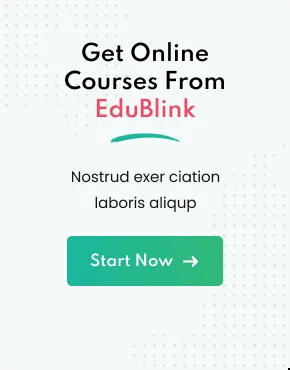 Get Online
Courses From
EduBlink
Nostrud exer ciation
laboris aliqup
Start Now →